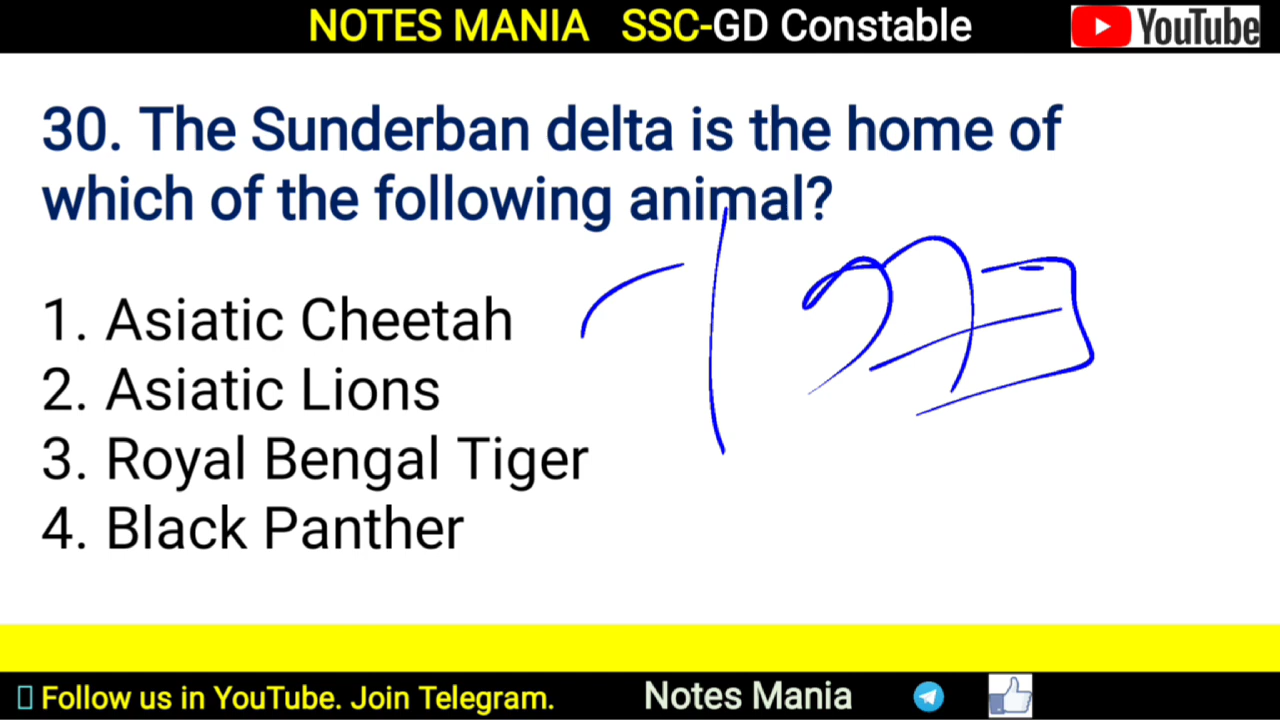 NOTES MANIA SSC-GD Constable YouTube
30. The Sunderban delta is the home of
which of the following animal?
1. Asiatic Cheetah
2. Asiatic Lions
3. Royal Bengal Tiger
4. Black Panther
Follow us in YouTube. Join Telegram. Notes Mania